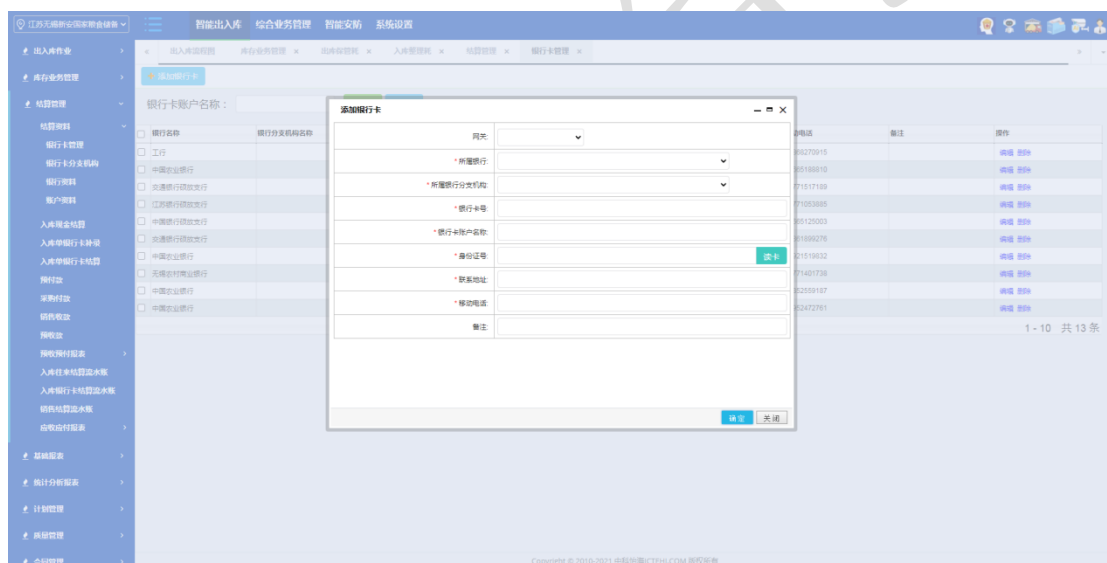 江苏无锡新安国家粮食储备
智能出入库 综合业务管理 智能安防 系统设置
出入库作业
库存业务管理
结算管理
结算资料
银行卡管理
银行卡分支机构
银行资料
账户资料
入库现金结算
入库单银行卡补录
入库单银行卡结算
预付款
采购付款
销售收款
预收款
预收预付报表
入库往来结算流水账
入库银行卡结算流水账
销售结算流水账
应收应付报表
基础报表
统计分析报表
计划管理
质量管理
合同管理
出入库流程图 库存业务管理 × 出库保管账 × 入库管理账 × 结算管理 × 银行卡管理 ×
添加银行卡
银行卡账户名称：
银行名称 银行分支机构名称 备注 操作
工行 编辑 删除
中国农业银行 编辑 删除
交通银行硕放支行 编辑 删除
江苏银行硕放支行 编辑 删除
中国银行硕放支行 编辑 删除
交通银行硕放支行 编辑 删除
中国农业银行 编辑 删除
无锡农村商业银行 编辑 删除
中国农业银行 编辑 删除
中国农业银行 编辑 删除
1 - 10 共 13 条
添加银行卡
网关:
*所属银行:
*所属银行分支机构:
*银行卡号:
*银行卡账户名称:
*身份证号: 读卡
*联系地址:
*移动电话:
备注:
确定 关闭